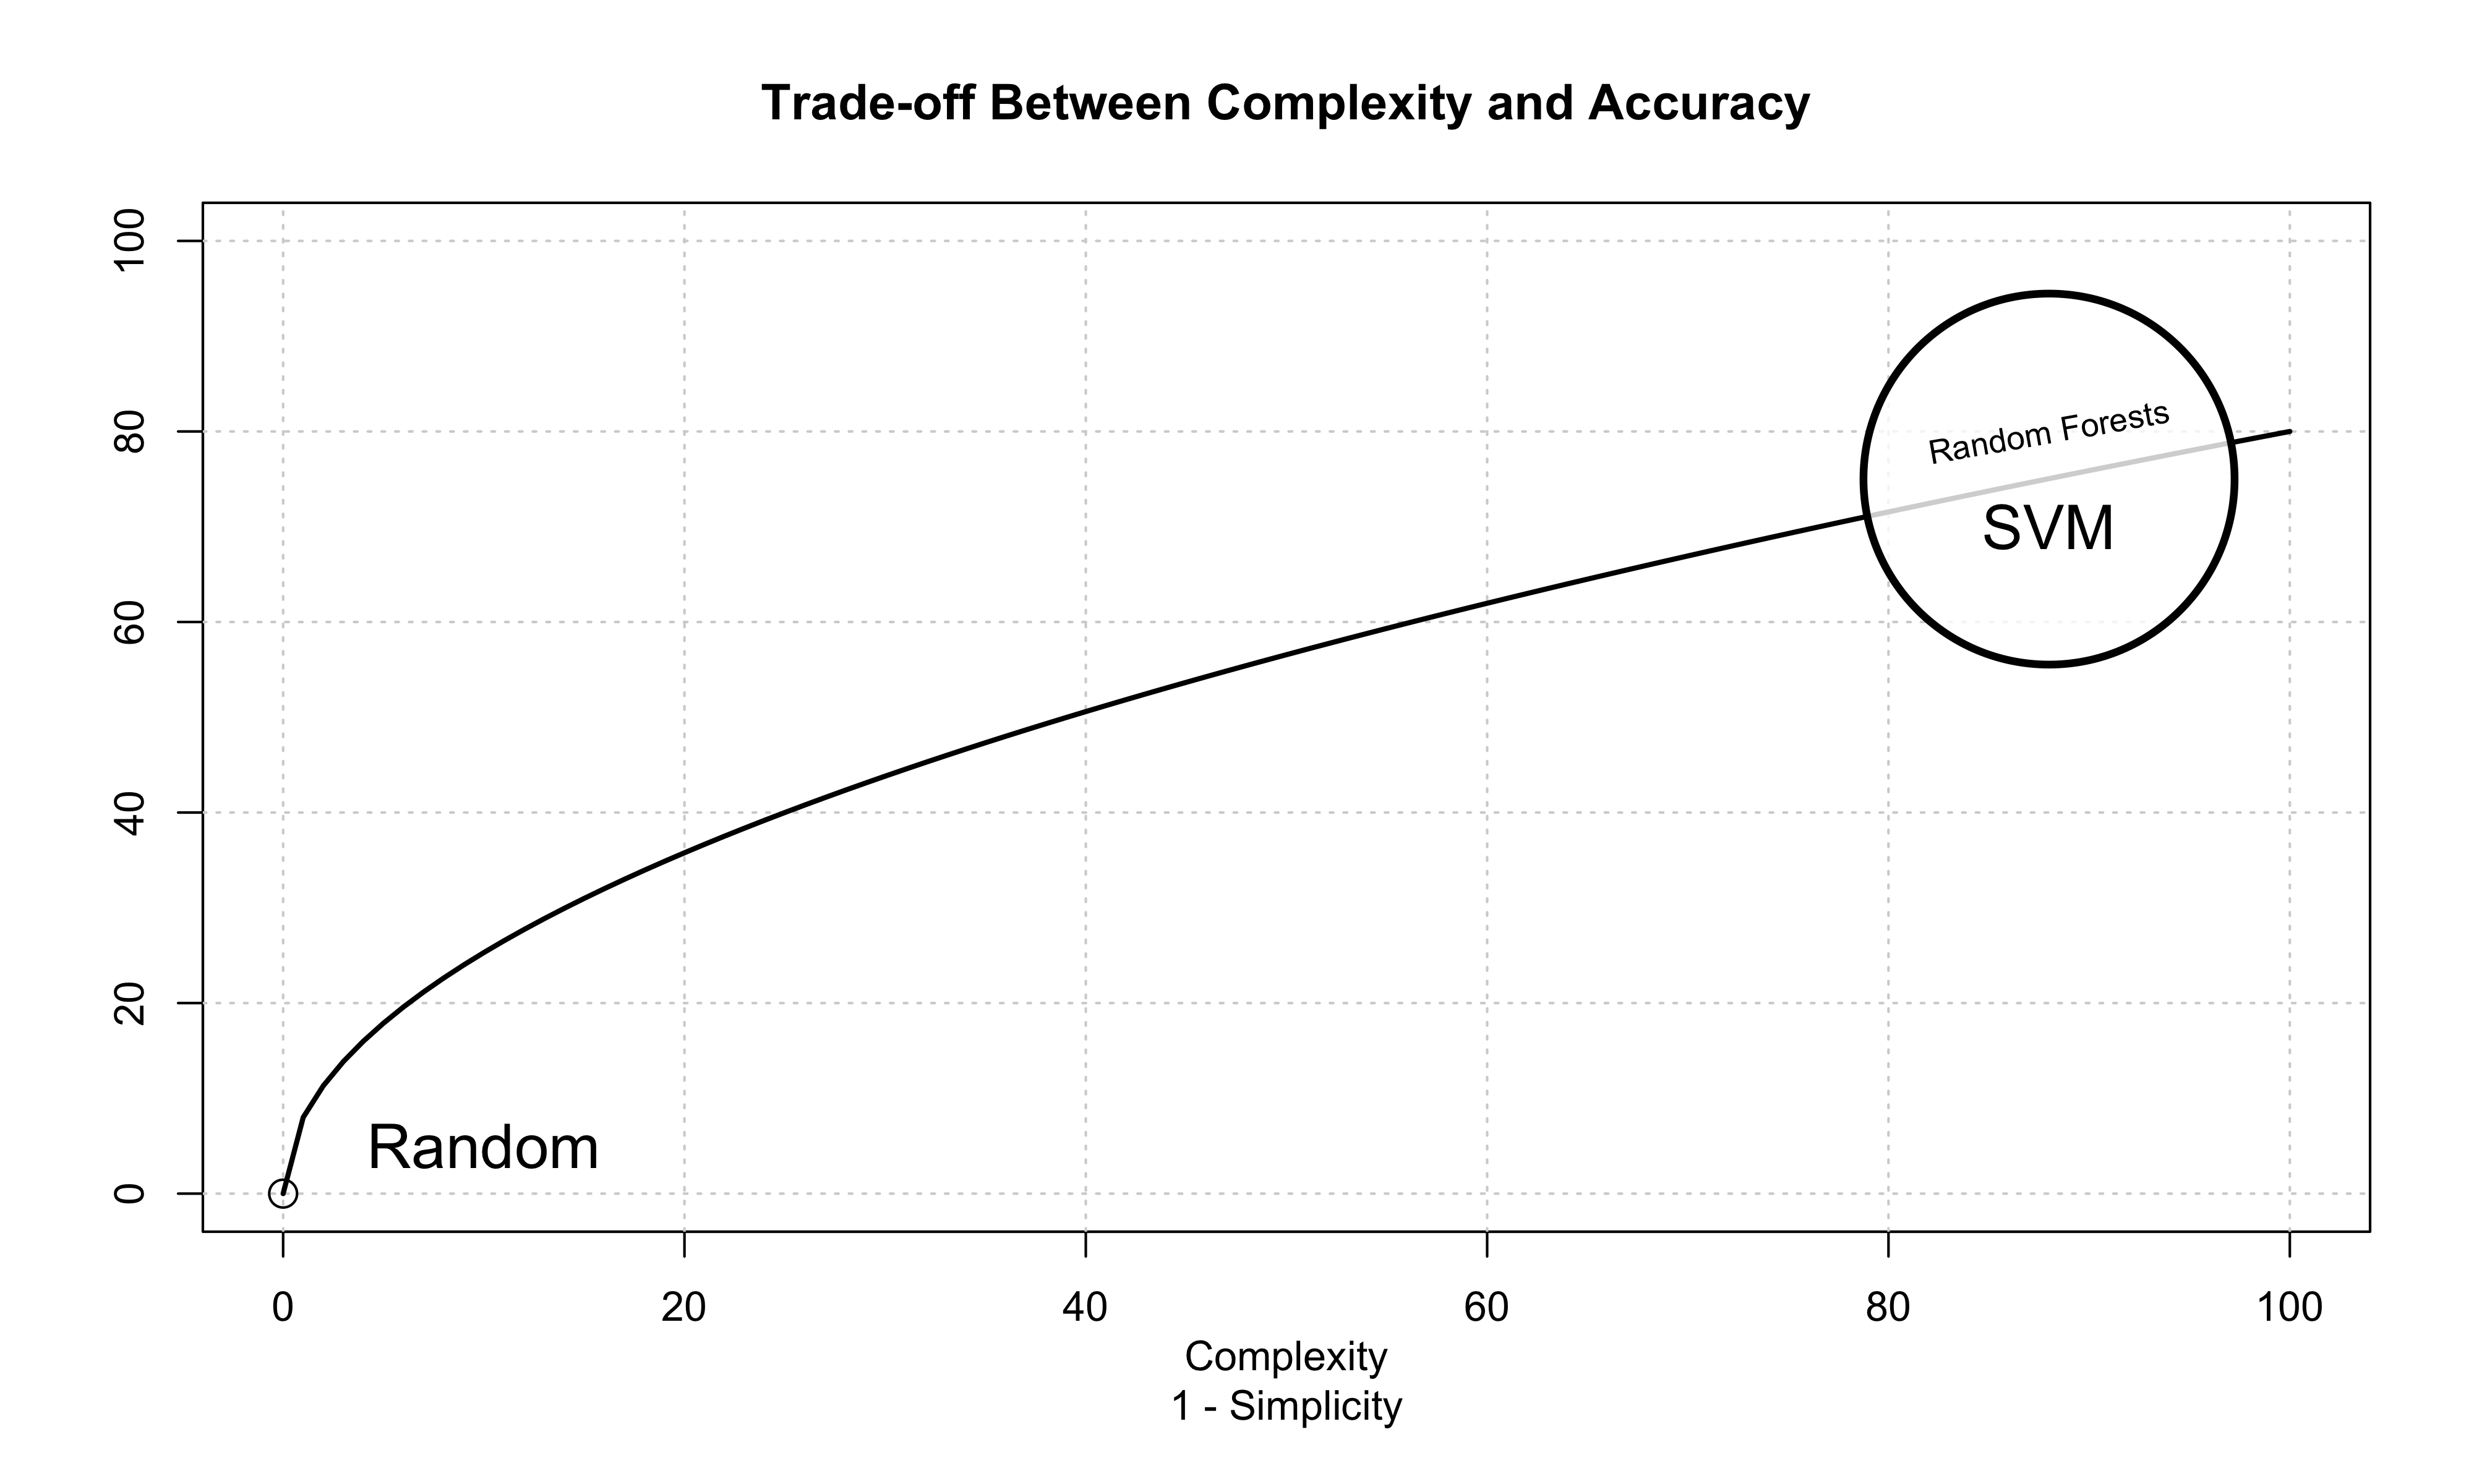 Trade-off Between Complexity and Accuracy
100
80
60
40
20
0
Random Forests
SVM
Random
0 20 40 60 80 100
Complexity
1 - Simplicity